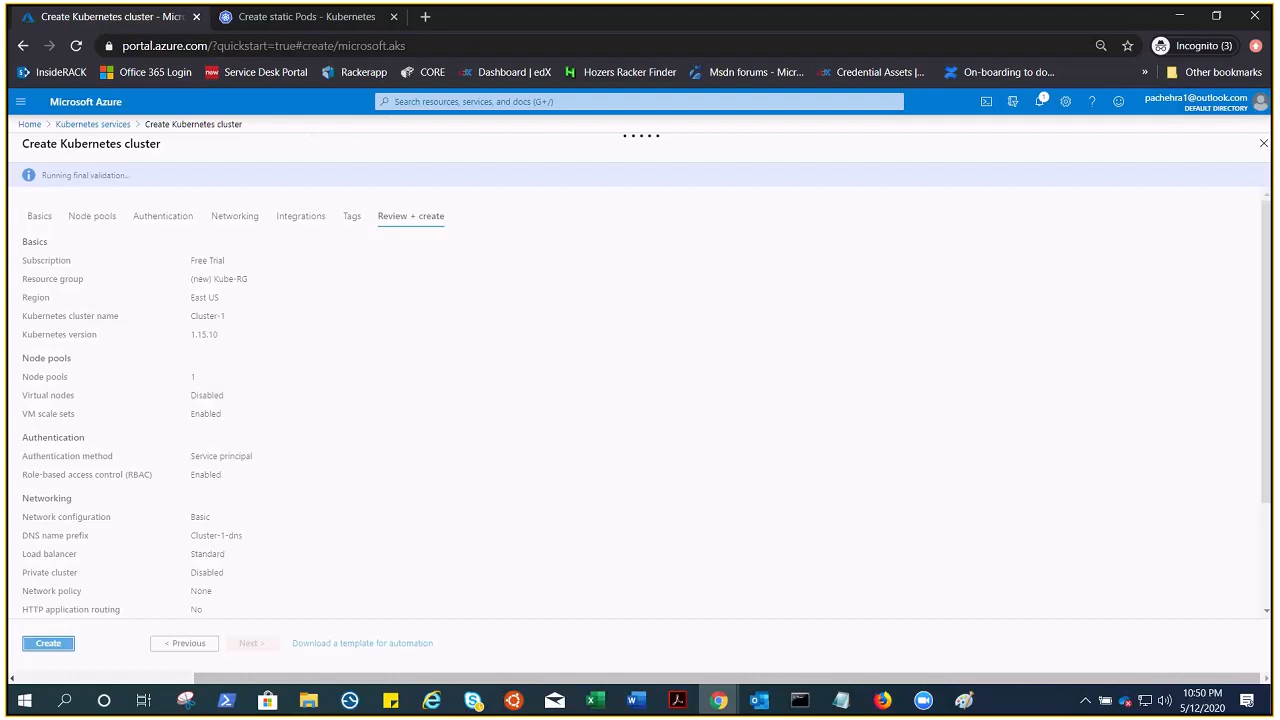 Create Kubernetes cluster - Micr
Create static Pods - Kubernetes
portal.azure.com/?quickstart=true#create/microsoft.aks
Incognito (3)
InsideRACK
Office 365 Login
new
Service Desk Portal
Rackerapp
CORE
Dashboard | edX
Hozers Racker Finder
Msdn forums - Micr...
Credential Assets |...
On-boarding to do...
» Other bookmarks
Microsoft Azure
Search resources, services, and docs (G+/)
1
pachehra1@outlook.com
DEFAULT DIRECTORY
Home > Kubernetes services > Create Kubernetes cluster
Create Kubernetes cluster
Running final validation...
Basics Node pools Authentication Networking Integrations Tags Review + create
Basics
Subscription Free Trial
Resource group (new) Kube-RG
Region East US
Kubernetes cluster name Cluster-1
Kubernetes version 1.15.10
Node pools
Node pools 1
Virtual nodes Disabled
VM scale sets Enabled
Authentication
Authentication method Service principal
Role-based access control (RBAC) Enabled
Networking
Network configuration Basic
DNS name prefix Cluster-1-dns
Load balancer Standard
Private cluster Disabled
Network policy None
HTTP application routing No
Create < Previous Next > Download a template for automation
10:50 PM
5/12/2020